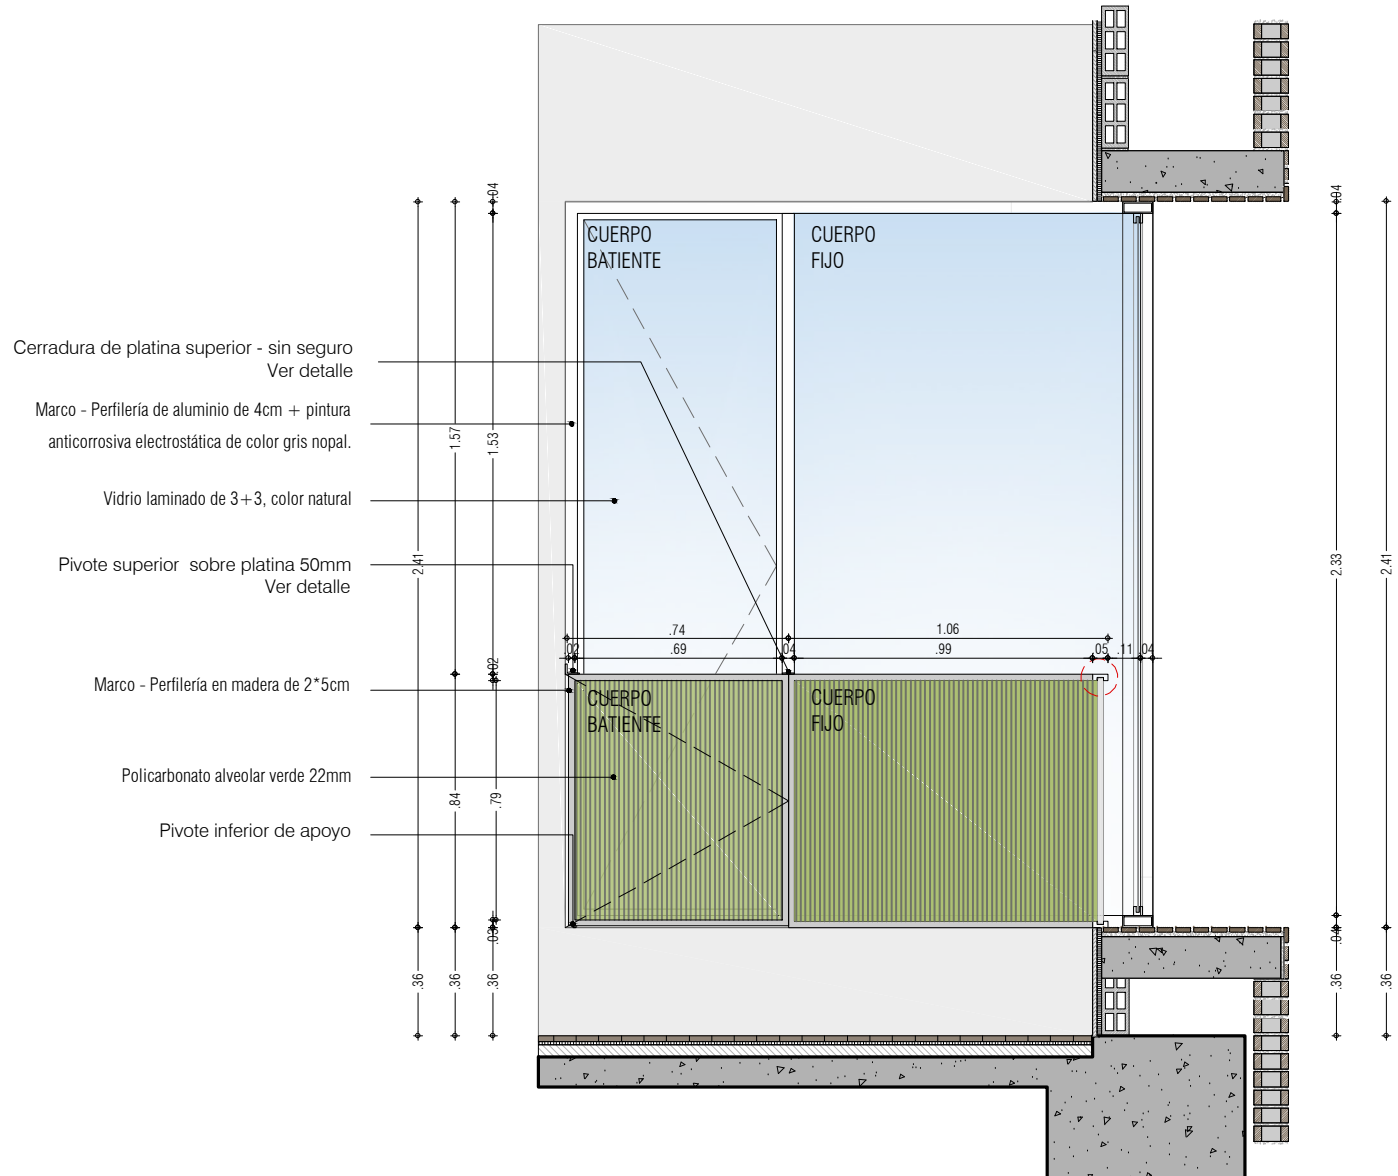 CUERPO
BATIENTE
CUERPO
FIJO
Cerradura de platina superior - sin seguro
Ver detalle
Marco - Perfilería de aluminio de 4cm + pintura
anticorrosiva electrostática de color gris nopal.
Vidrio laminado de 3+3, color natural
Pivote superior sobre platina 50mm
Ver detalle
Marco - Perfilería en madera de 2*5cm
Policarbonato alveolar verde 22mm
Pivote inferior de apoyo
CUERPO
BATIENTE
CUERPO
FIJO
2.41
.36
1.57
.84
.36
.04
1.53
.02
.79
.03
.36
.74
1.06
.02
.69
.04
.99
.05
.11
.04
.04
2.33
.04
.36
2.41
.36